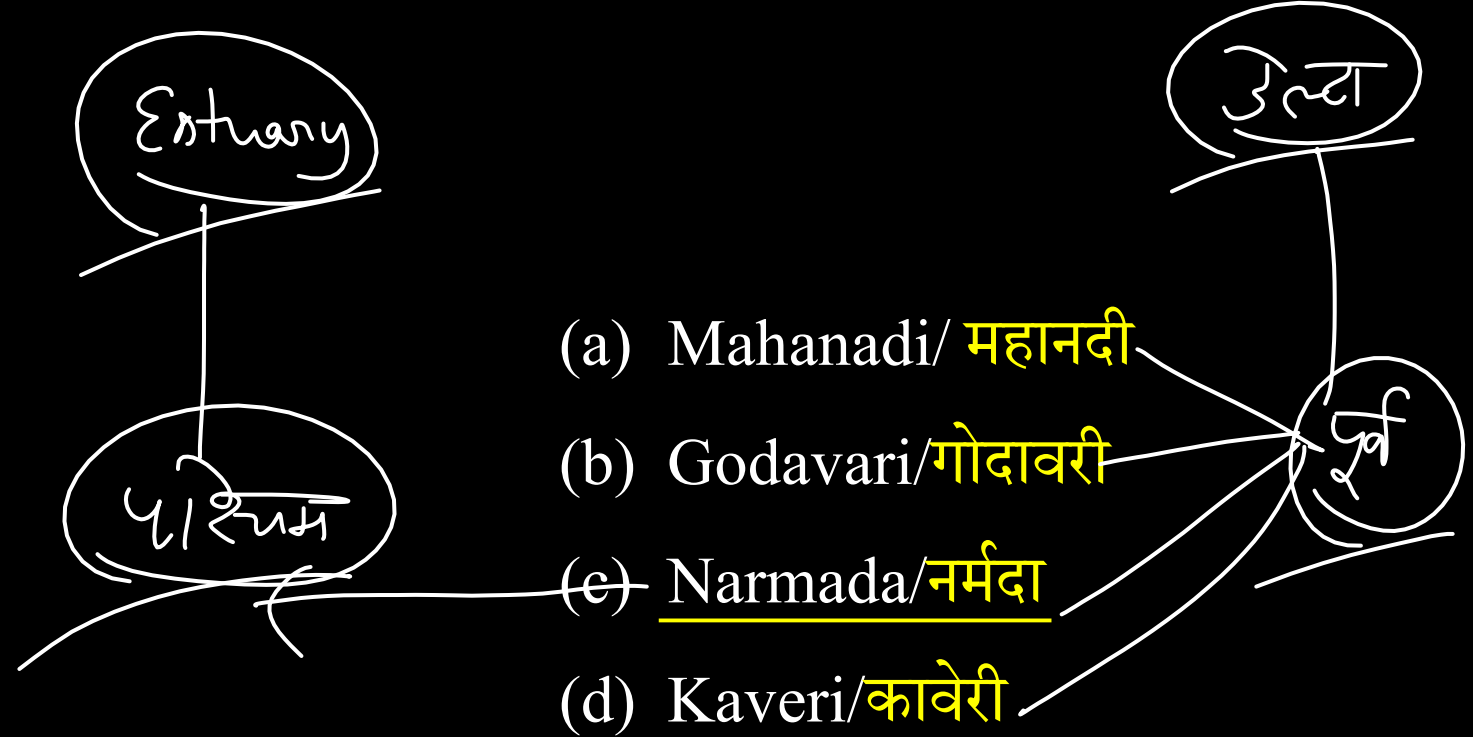 Estuary
उल्टा
(a) Mahanadi/ महानदी
(b) Godavari/गोदावरी
पूर्व
पश्चिम
(c) Narmada/नर्मदा
(d) Kaveri/कावेरी